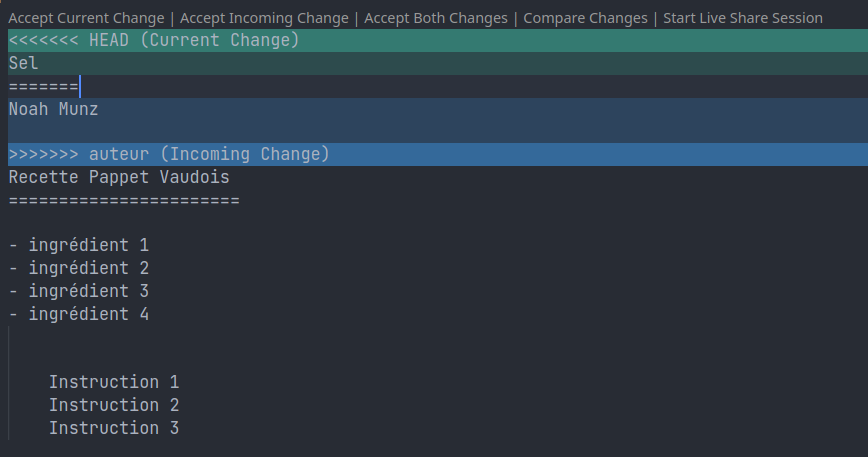 Accept Current Change | Accept Incoming Change | Accept Both Changes | Compare Changes | Start Live Share Session
<<<<<<< HEAD (Current Change)
Sel
=======
Noah Munz
>>>>>>> auteur (Incoming Change)
Recette Pappet Vaudois
=======================
- ingrédient 1
- ingrédient 2
- ingrédient 3
- ingrédient 4
Instruction 1
Instruction 2
Instruction 3